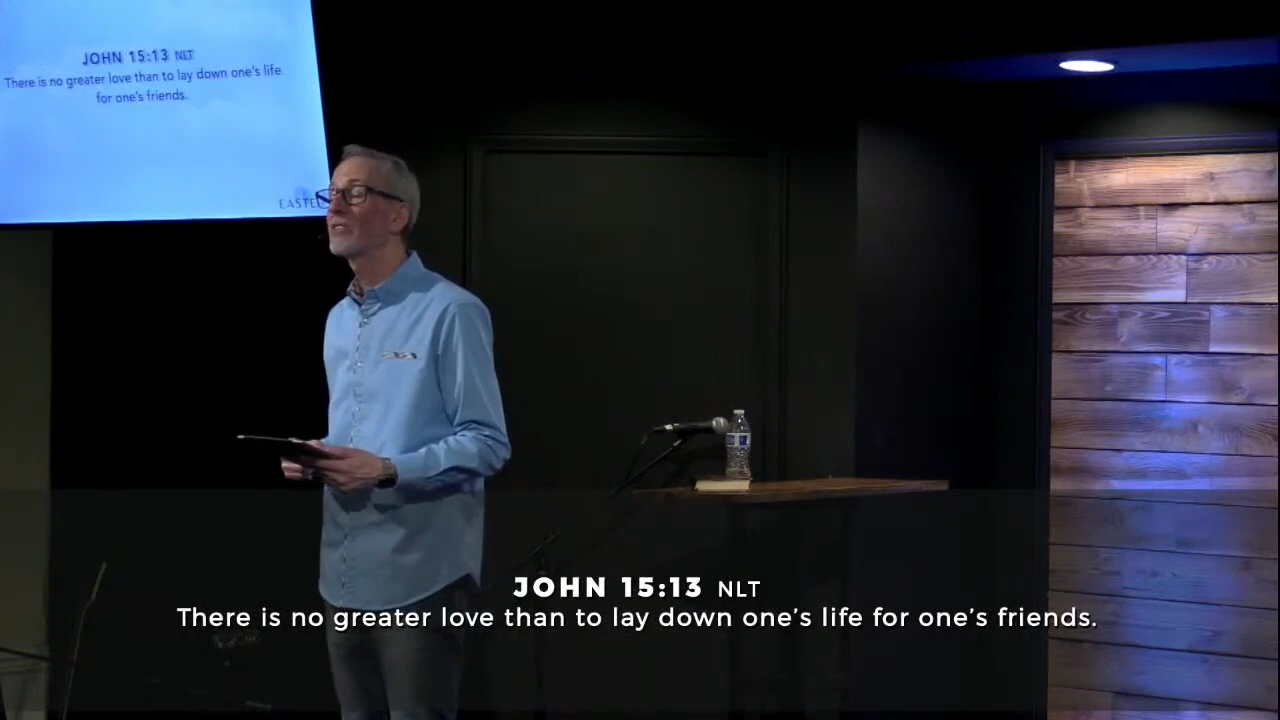 JOHN 15:13 NLT
There is no greater love than to lay down one's life
for one's friends.
JOHN 15:13 NLT
There is no greater love than to lay down one’s life for one’s friends.